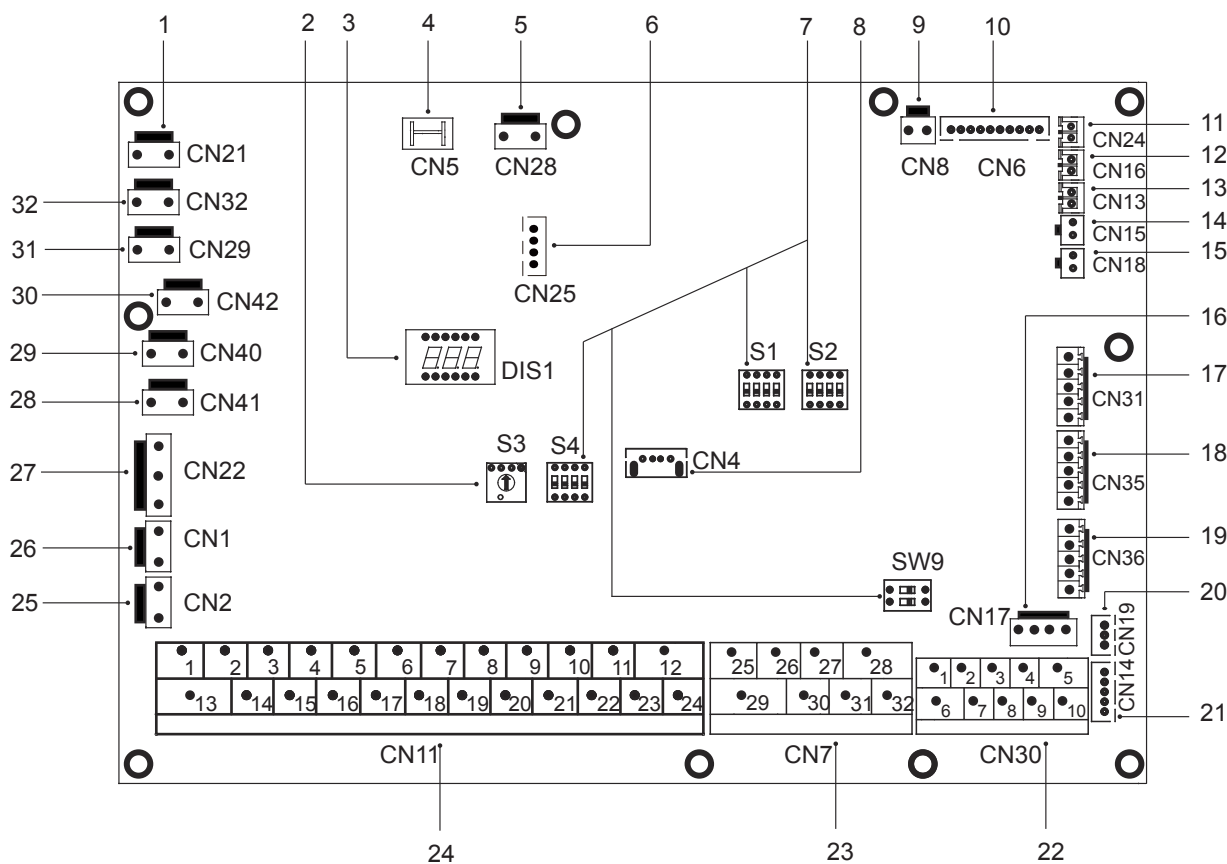 1 2 3 4 5 6 7 8 9 10
CN21
CN5
CN28
CN8
CN6
CN24
11
CN16
12
CN13
13
CN15
14
CN18
15
32
CN32
31
CN29
30
CN42
29
CN40
28
CN41
CN25
3
DIS1
S1
S2
16
CN31
17
27
CN22
2
S3
S4
CN4
CN35
18
26
CN1
CN36
19
25
CN2
SW9
CN17
CN19
20
1 2 3 4 5 6 7 8 9 10 11 12
13 14 15 16 17 18 19 20 21 22 23 24
CN11
25 26 27 28
29 30 31 32
CN7
1 2 3 4 5
6 7 8 9 10
CN30
CN14
21
24 23 22